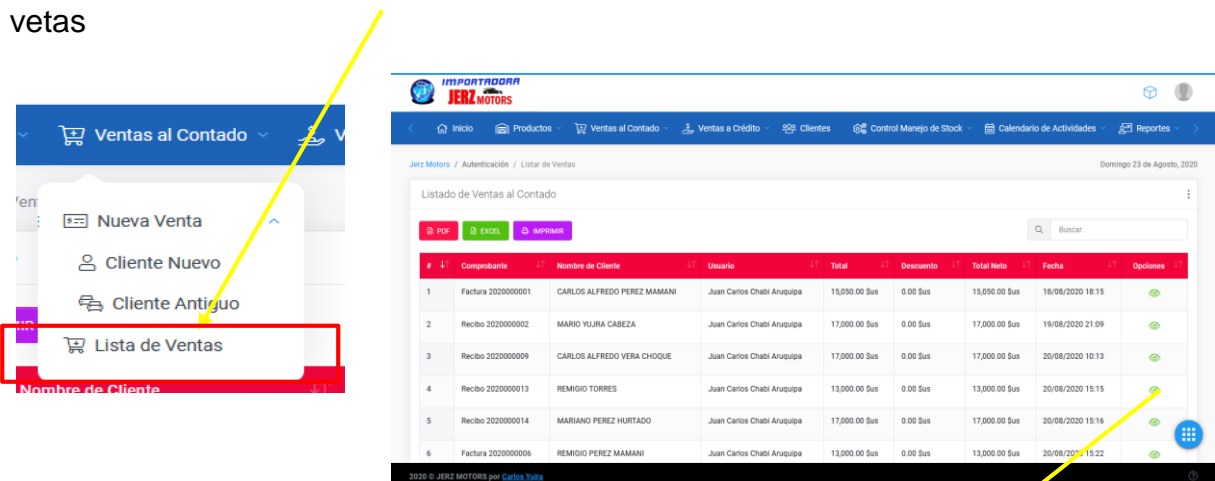 vetas
Ventas al Contado
V
Nueva Venta
Cliente Nuevo
Cliente Antiguo
Lista de Ventas
Nombre de Cliente
IMPORTADORA
JERZ MOTORS
Inicio Productos Ventas al Contado Ventas a Crédito Clientes Control Manejo de Stock Calendario de Actividades Reportes
Jerz Motors / Autenticación / Listar de Ventas Domingo 23 de Agosto, 2020
Listado de Ventas al Contado
PDF EXCEL IMPRIMIR Buscar
# Comprobante Nombre de Cliente Usuario Total Descuento Total Neto Fecha Opciones
1 Factura 2020000001 CARLOS ALFREDO PEREZ MAMANI Juan Carlos Chabi Aruquipa 15,050.00 $us 0.00 $us 15,050.00 $us 18/08/2020 18:15
2 Recibo 2020000002 MARIO YUJRA CABEZA Juan Carlos Chabi Aruquipa 17,000.00 $us 0.00 $us 17,000.00 $us 19/08/2020 21:09
3 Recibo 2020000009 CARLOS ALFREDO VERA CHOQUE Juan Carlos Chabi Aruquipa 17,000.00 $us 0.00 $us 17,000.00 $us 20/08/2020 10:13
4 Recibo 2020000013 REMIGIO TORRES Juan Carlos Chabi Aruquipa 13,000.00 $us 0.00 $us 13,000.00 $us 20/08/2020 15:15
5 Recibo 2020000014 MARIANO PEREZ HURTADO Juan Carlos Chabi Aruquipa 17,000.00 $us 0.00 $us 17,000.00 $us 20/08/2020 15:16
6 Factura 2020000006 REMIGIO PEREZ MAMANI Juan Carlos Chabi Aruquipa 13,000.00 $us 0.00 $us 13,000.00 $us 20/08/2020 15:22
2020 © JERZ MOTORS por Carlos Yujra